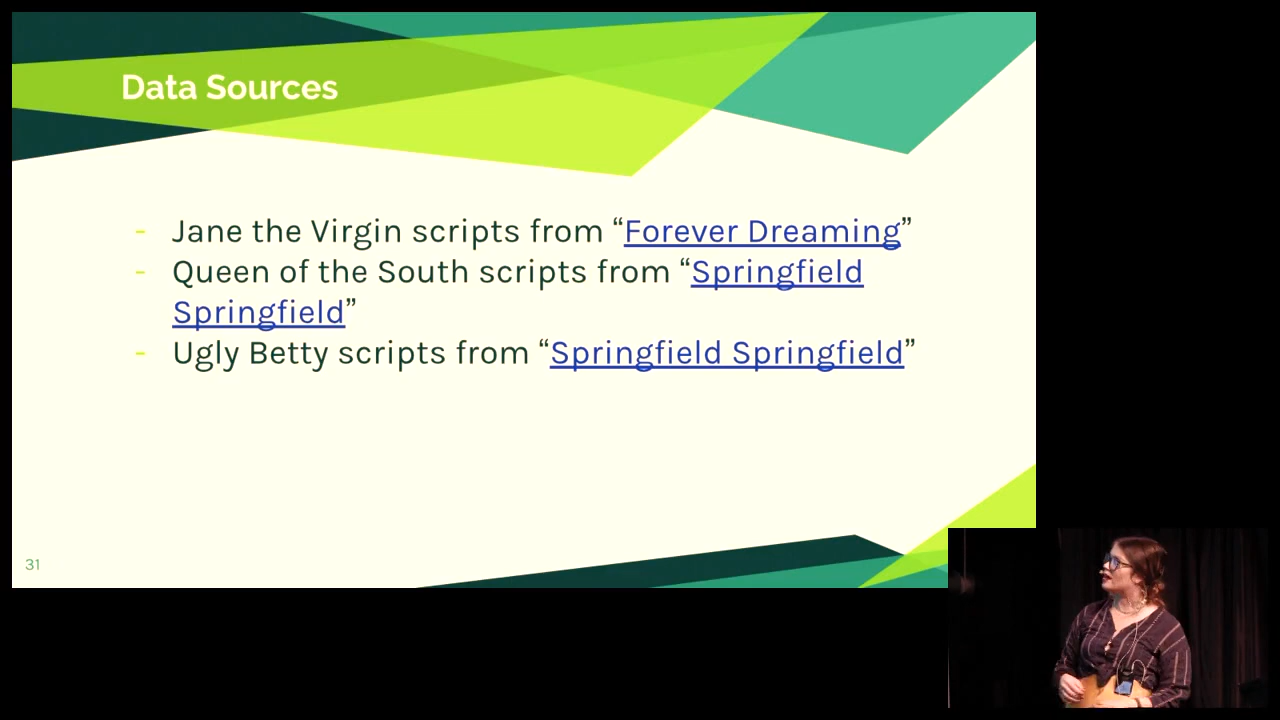 Data Sources
- Jane the Virgin scripts from “Forever Dreaming”
- Queen of the South scripts from “Springfield
Springfield”
- Ugly Betty scripts from “Springfield Springfield”
31